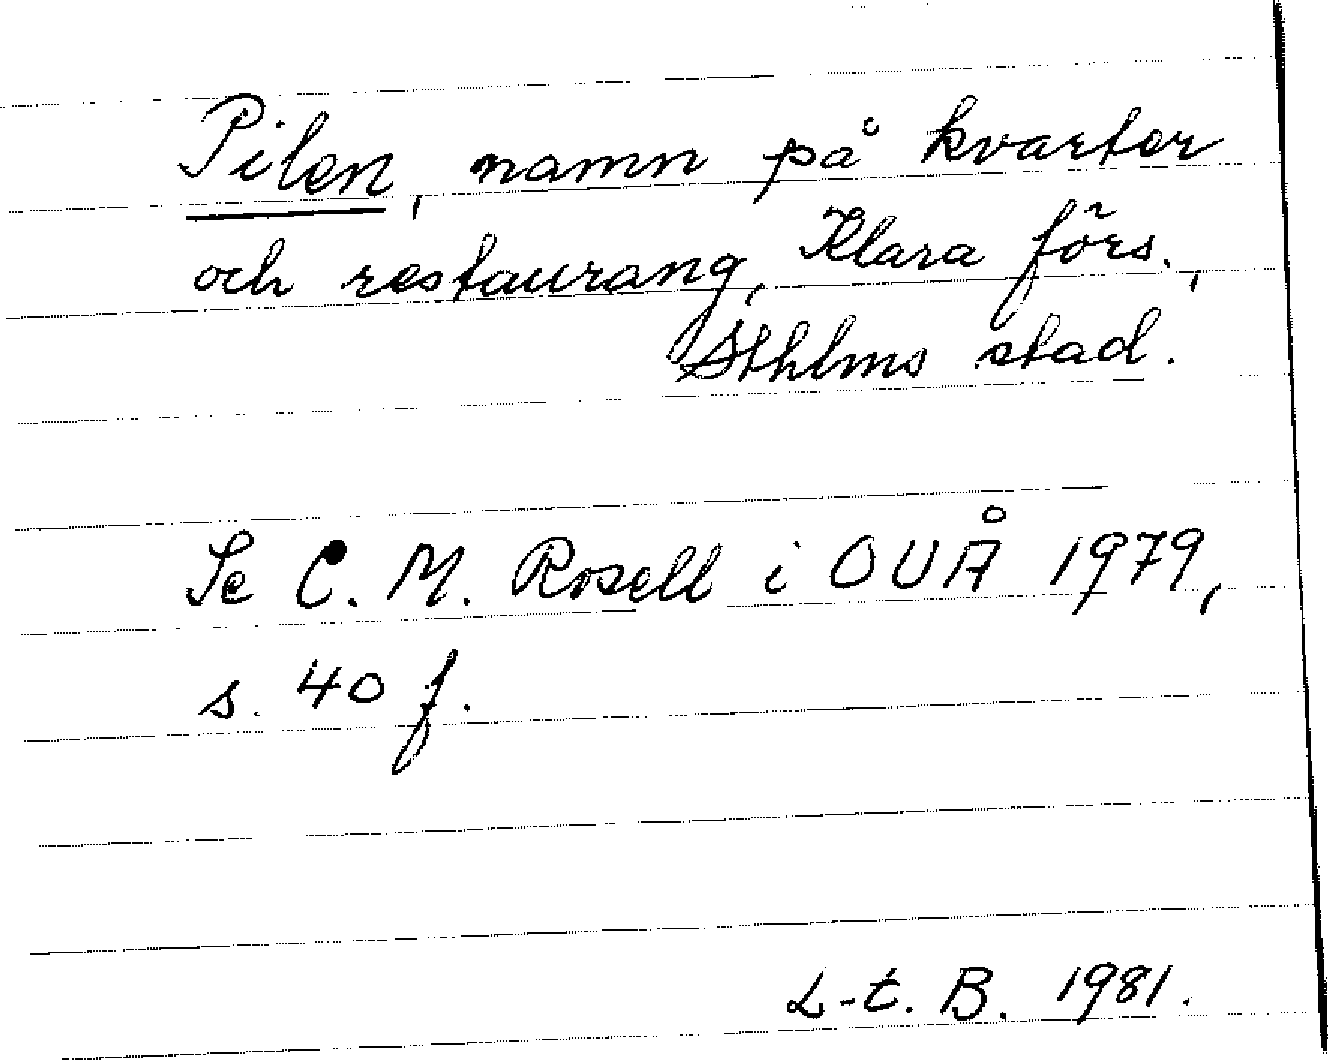 Pilen, namn på kvarter
och restaurang, Klara förs.,
Sthlms stad.
Se C. M. Rosell i OUÅ 1979,
s. 40 f.
L-t. B. 1981.